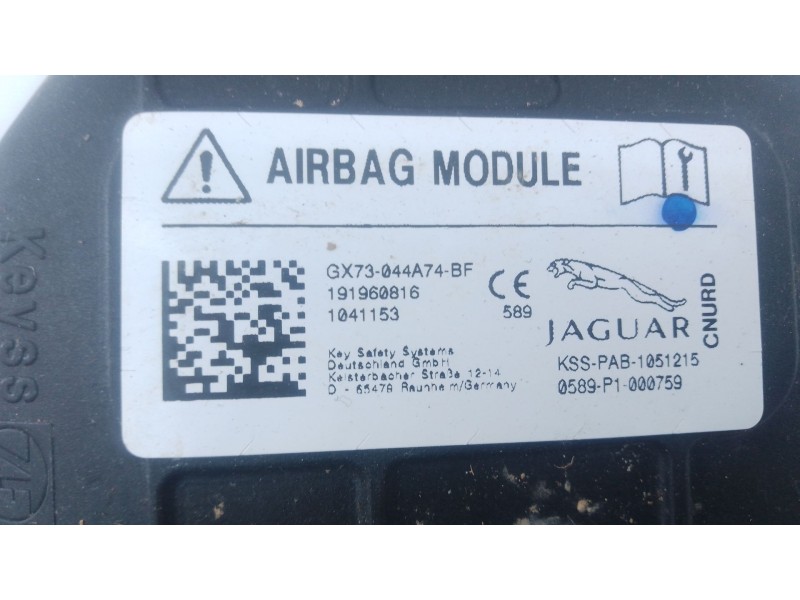 AIRBAG MODULE
GX73-044A74-BF
191960816
1041153
CE
589
JAGUAR
CNURD
Key Safety Systems
Deutschland GmbH
Kelsterbacher Straße 12-14
D - 65479 Raunheim/Germany
KSS-PAB-1051215
0589-P1-000759
Keyss